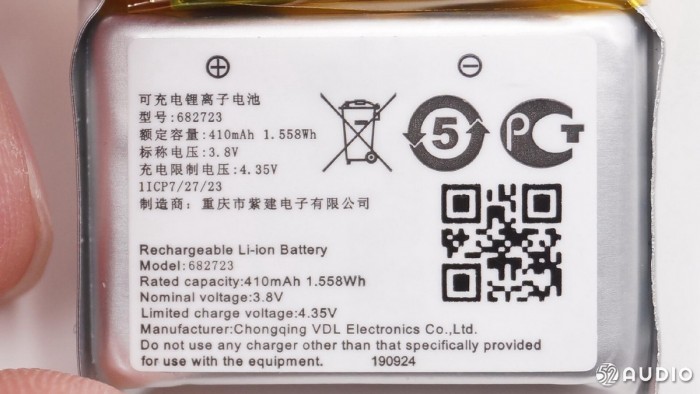 ⊕ ⊖
可充电锂离子电池
型号:682723
额定容量:410mAh 1.558Wh
标称电压:3.8V
充电限制电压:4.35V
1ICP7/27/23
制造商:重庆市紫建电子有限公司
5
PCT
Rechargeable Li-ion Battery
Model:682723
Rated capacity:410mAh 1.558Wh
Nominal voltage:3.8V
Limited charge voltage:4.35V
Manufacturer:Chongqing VDL Electronics Co.,Ltd.
Do not use any charger other than that specifically provided
for use with the equipment. 190924
52AUDIO